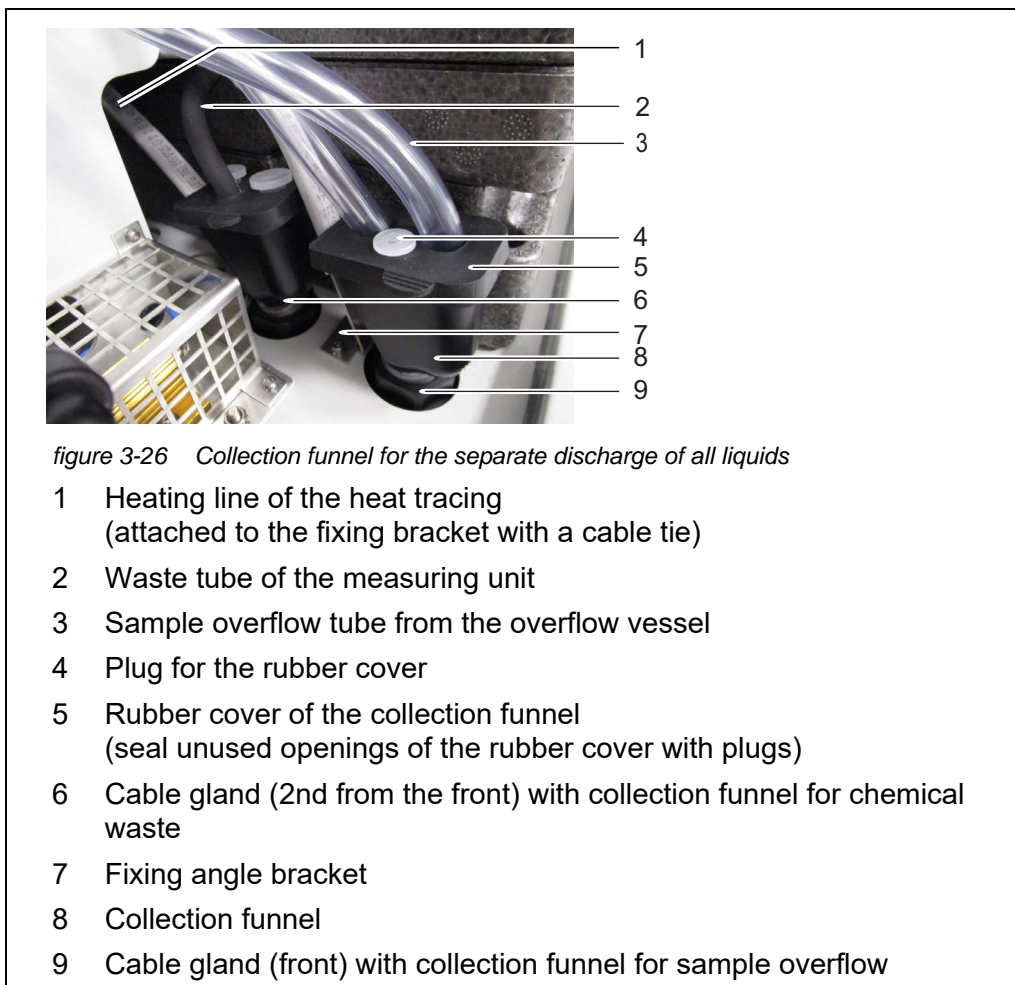 1
2
3
4
5
6
7
8
9
figure 3-26 Collection funnel for the separate discharge of all liquids
1 Heating line of the heat tracing
(attached to the fixing bracket with a cable tie)
2 Waste tube of the measuring unit
3 Sample overflow tube from the overflow vessel
4 Plug for the rubber cover
5 Rubber cover of the collection funnel
(seal unused openings of the rubber cover with plugs)
6 Cable gland (2nd from the front) with collection funnel for chemical
waste
7 Fixing angle bracket
8 Collection funnel
9 Cable gland (front) with collection funnel for sample overflow